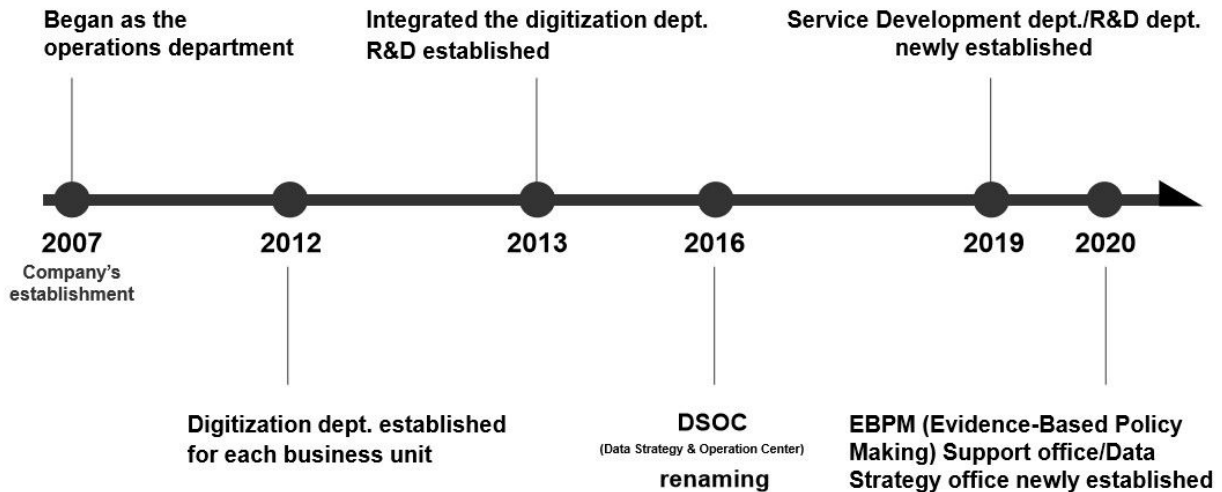 Began as the
operations department
Integrated the digitization dept.
R&D established
Service Development dept./R&D dept.
newly established
2007
2012
2013
2016
2019
2020
Company's
establishment
Digitization dept. established
for each business unit
DSOC
(Data Strategy & Operation Center)
renaming
EBPM (Evidence-Based Policy
Making) Support office/Data
Strategy office newly established